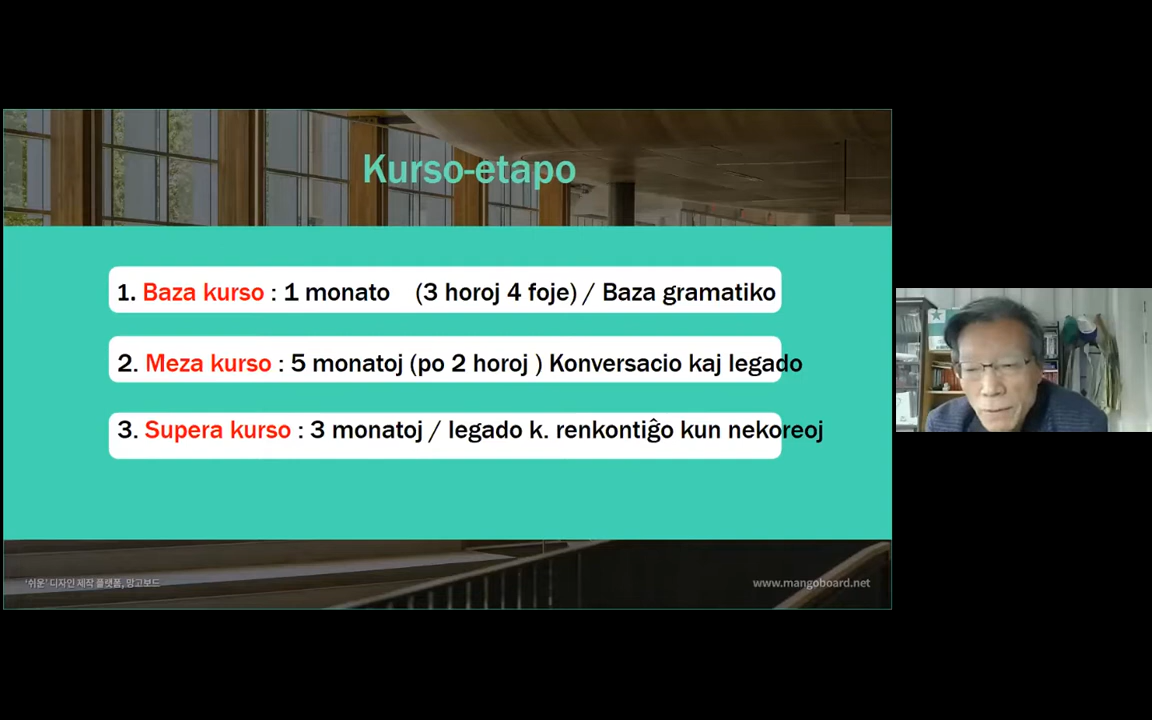 Kurso-etapo
1. Baza kurso : 1 monato (3 horoj 4 foje) / Baza gramatiko
2. Meza kurso : 5 monatoj (po 2 horoj ) Konversacio kaj legado
3. Supera kurso : 3 monatoj / legado k. renkontiĝo kun nekoreoj
'쉬운' 디자인 제작 플랫폼, 망고보드
www.mangoboard.net